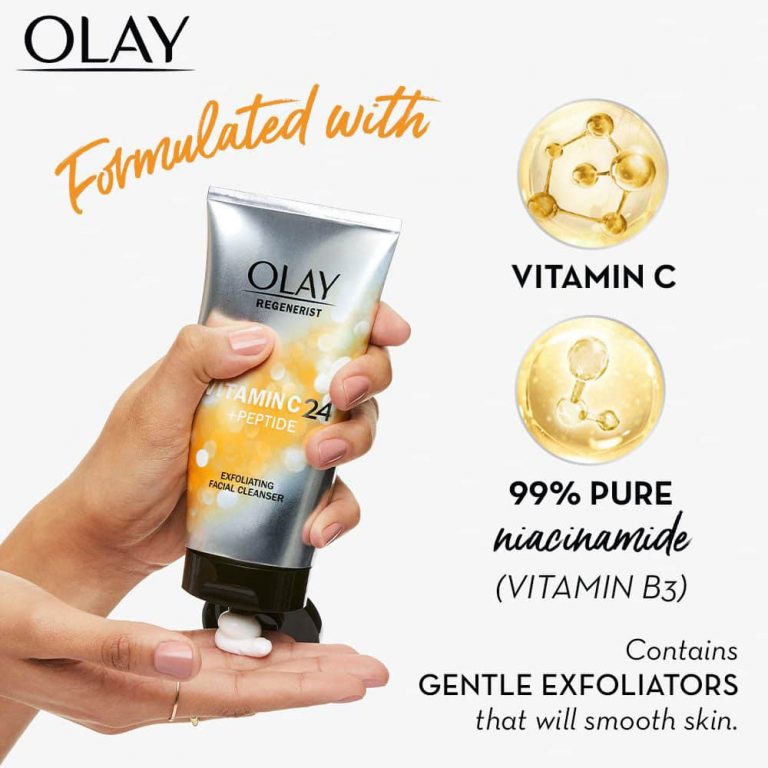 OLAY
Formulated with
OLAY
REGENERIST
VITAMIN C 24
+PEPTIDE
EXFOLIATING
FACIAL CLEANSER
VITAMIN C
99% PURE
niacinamide
(VITAMIN B3)
Contains
GENTLE EXFOLIATORS
that will smooth skin.